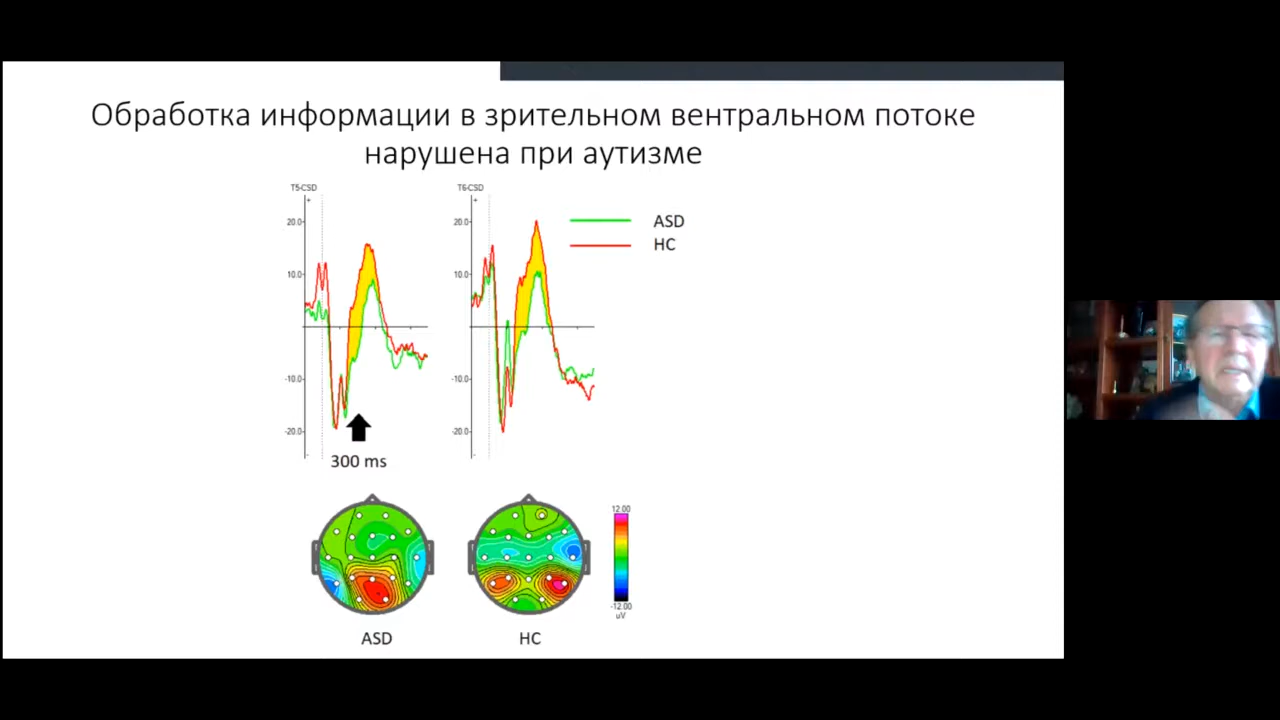 Обработка информации в зрительном вентральном потоке
нарушена при аутизме
T5-CSD
T6-CSD
+
+
20.0
20.0
ASD
HC
10.0
10.0
-10.0
-10.0
-20.0
-20.0
-
-
300 ms
12.00
-12.00
uV
ASD
HC